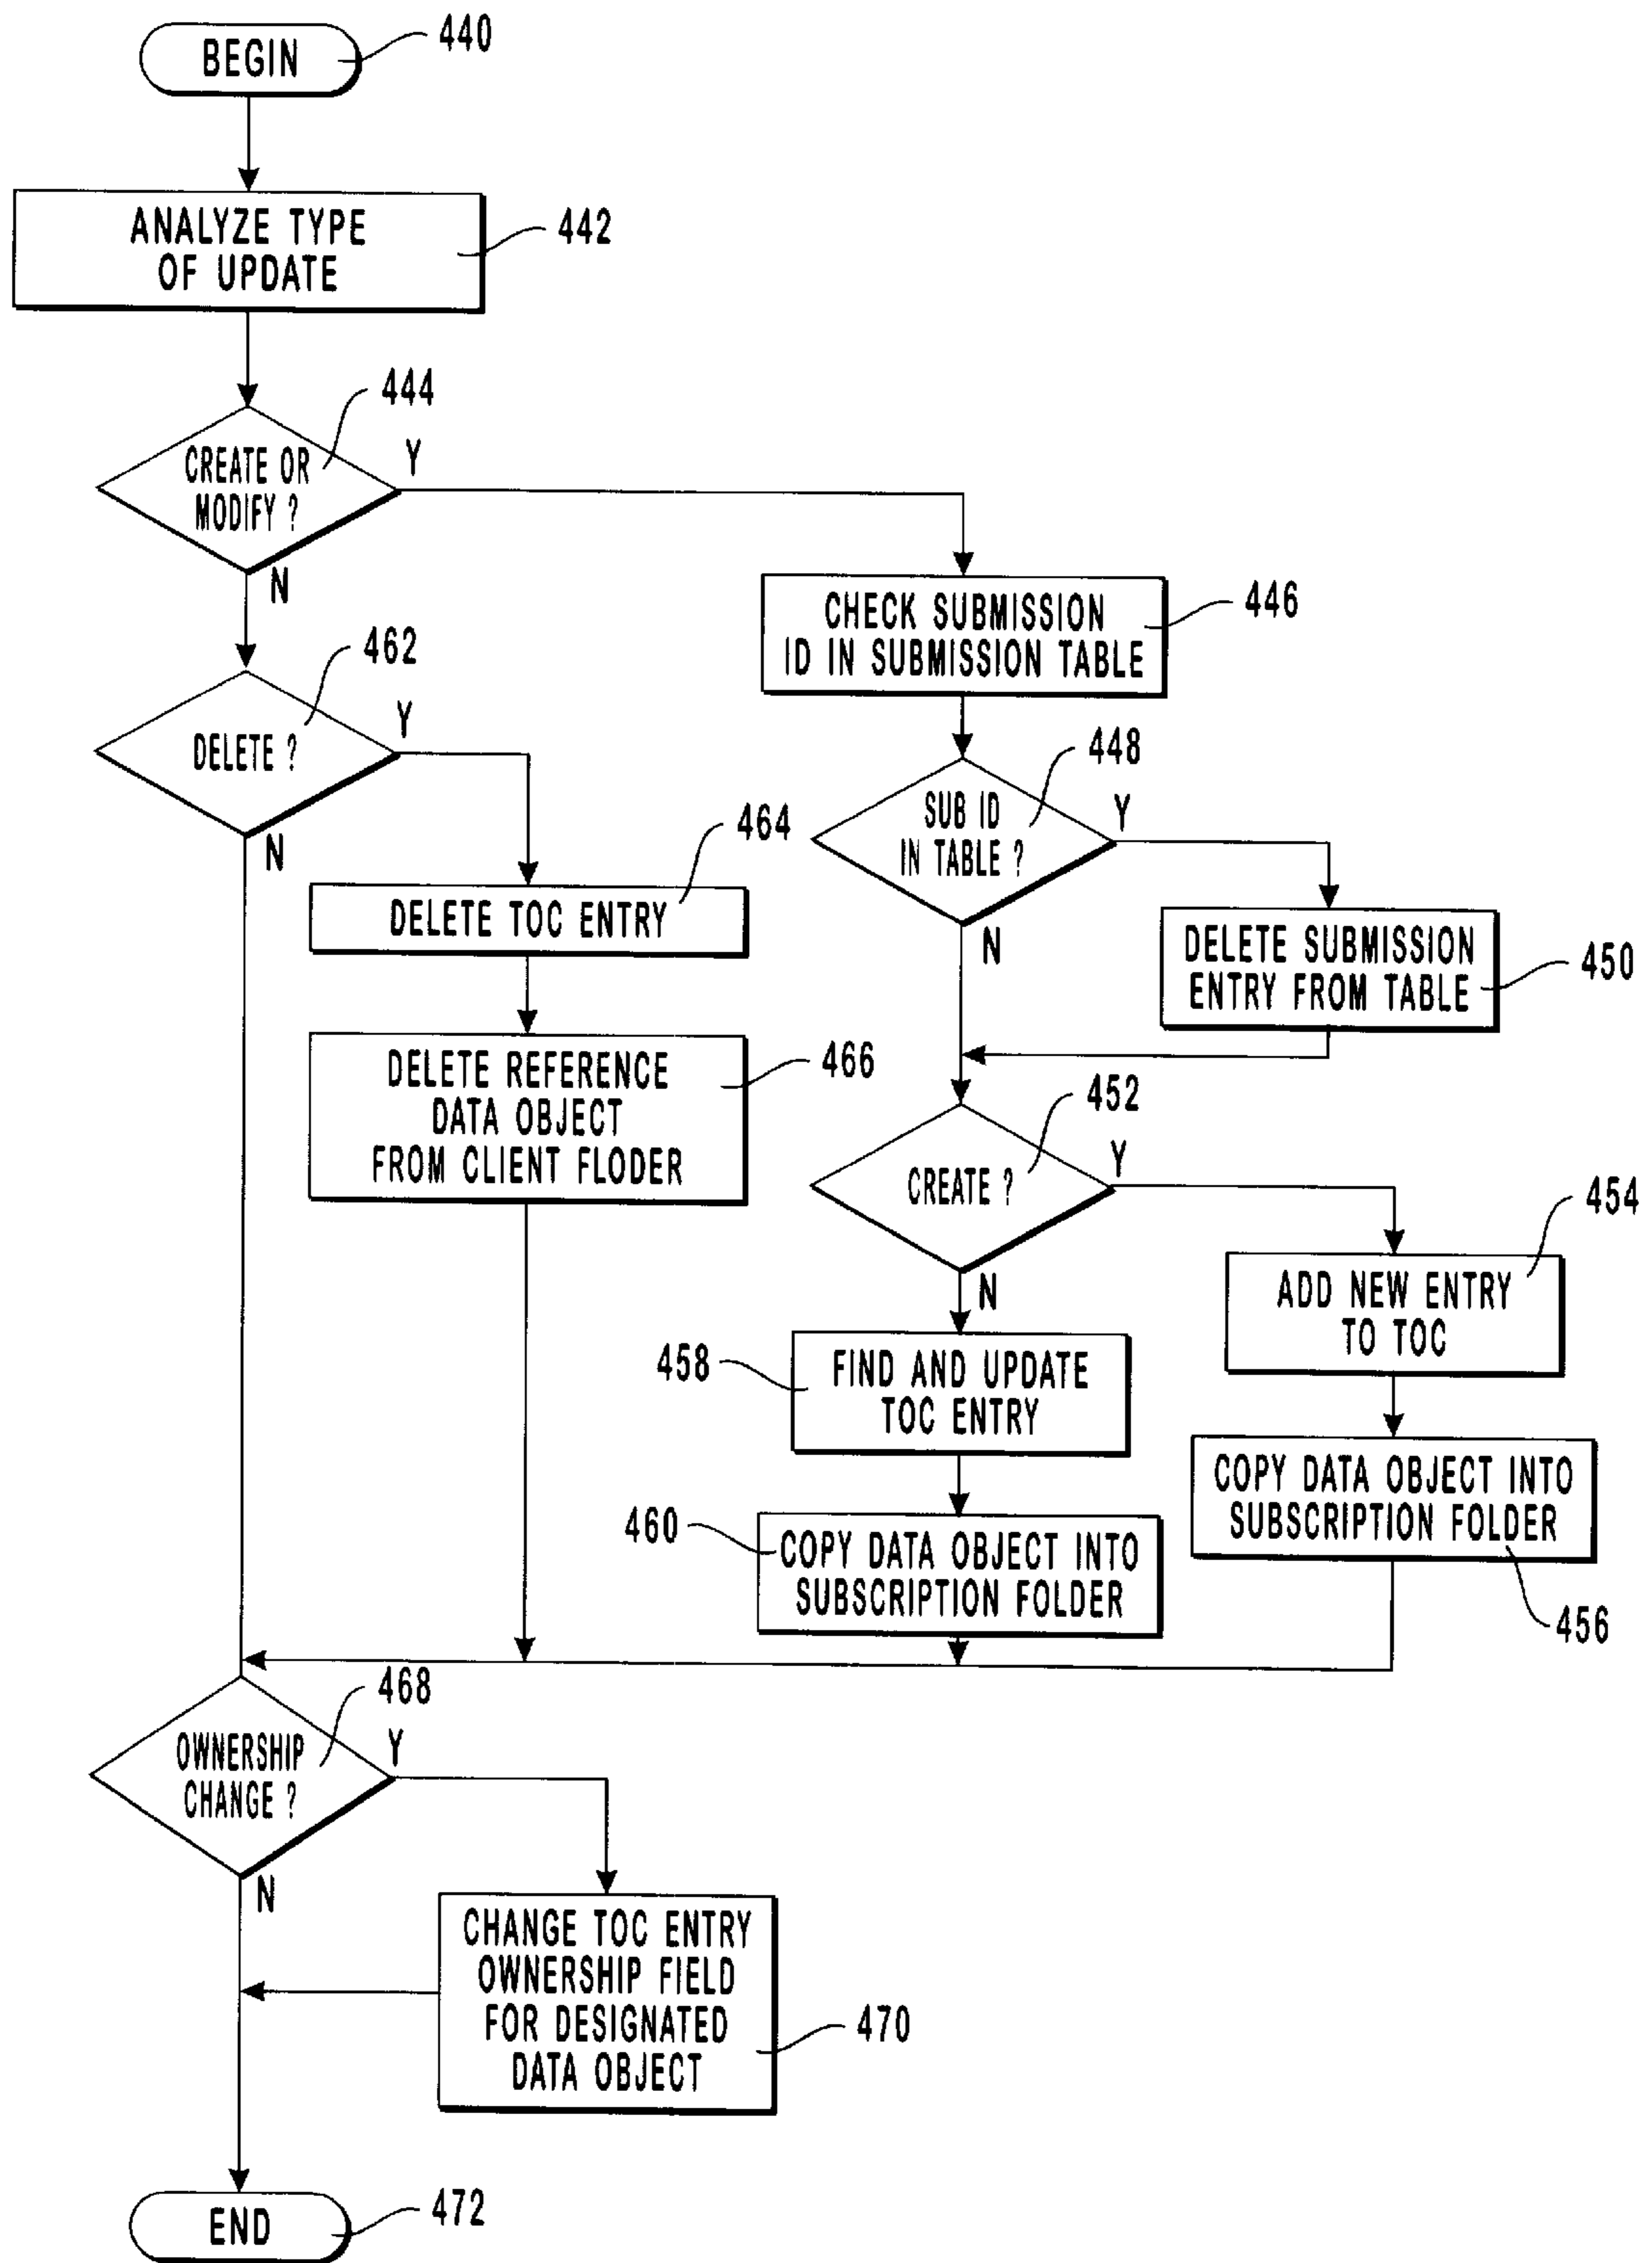 BEGIN
440
ANALYZE TYPE
OF UPDATE
442
444
CREATE OR
MODIFY ?
Y
N
CHECK SUBMISSION
ID IN SUBMISSION TABLE
446
462
DELETE ?
Y
N
448
SUB ID
IN TABLE ?
Y
N
464
DELETE TOC ENTRY
DELETE SUBMISSION
ENTRY FROM TABLE
450
DELETE REFERENCE
DATA OBJECT
FROM CLIENT FLODER
466
452
CREATE ?
Y
N
454
ADD NEW ENTRY
TO TOC
458
FIND AND UPDATE
TOC ENTRY
COPY DATA OBJECT INTO
SUBSCRIPTION FOLDER
456
460
COPY DATA OBJECT INTO
SUBSCRIPTION FOLDER
468
OWNERSHIP
CHANGE ?
Y
N
CHANGE TOC ENTRY
OWNERSHIP FIELD
FOR DESIGNATED
DATA OBJECT
470
END
472